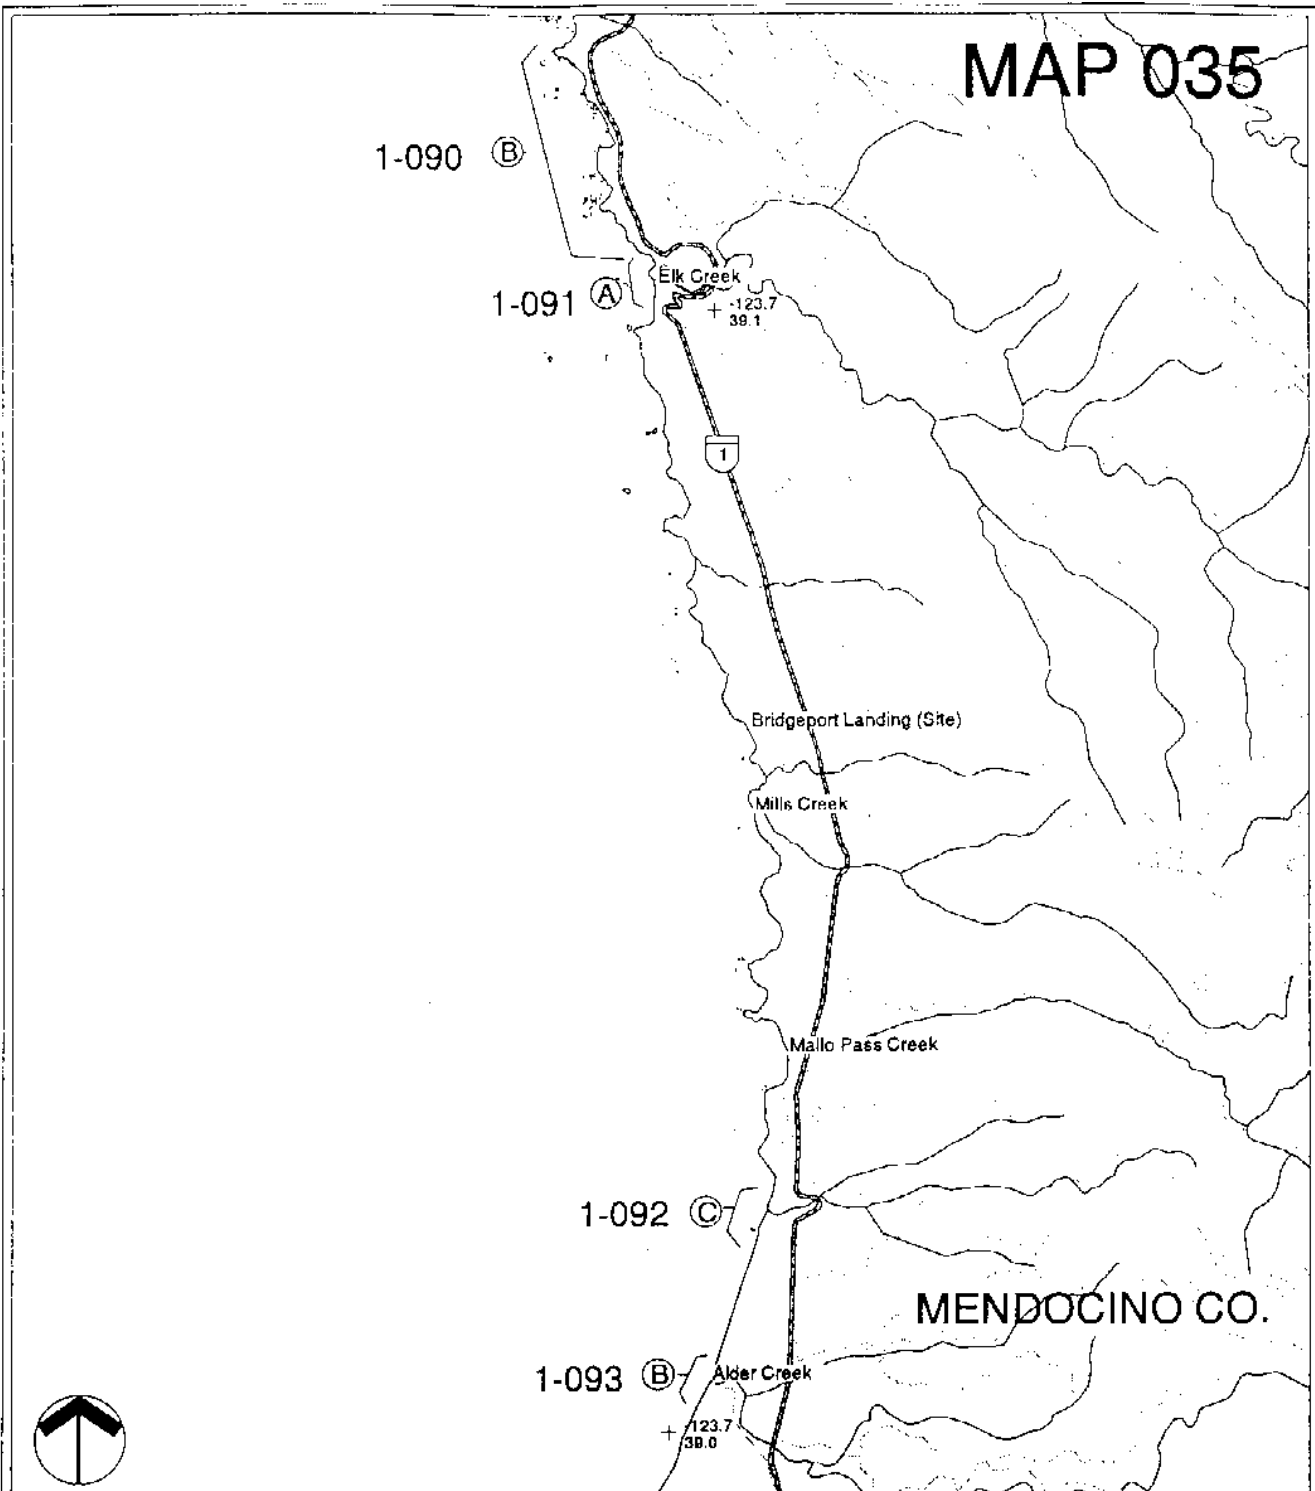 MAP 035
1-090 B
Elk Creek
1-091 A
-123.7
39.1
1
Bridgeport Landing (Site)
Mills Creek
Mallo Pass Creek
1-092 C
MENDOCINO CO.
1-093 B
Alder Creek
-123.7
39.0